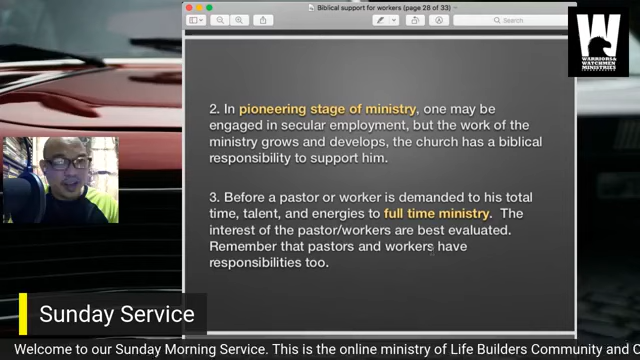 Biblical support for workers (page 28 of 33)
Search
WARRIORS &
WATCHMEN
MINISTRIES
2. In pioneering stage of ministry, one may be
engaged in secular employment, but the work of the
ministry grows and develops, the church has a biblical
responsibility to support him.
3. Before a pastor or worker is demanded to his total
time, talent, and energies to full time ministry. The
interest of the pastor/workers are best evaluated.
Remember that pastors and workers have
responsibilities too.
Sunday Service
Welcome to our Sunday Morning Service. This is the online ministry of Life Builders Community and C